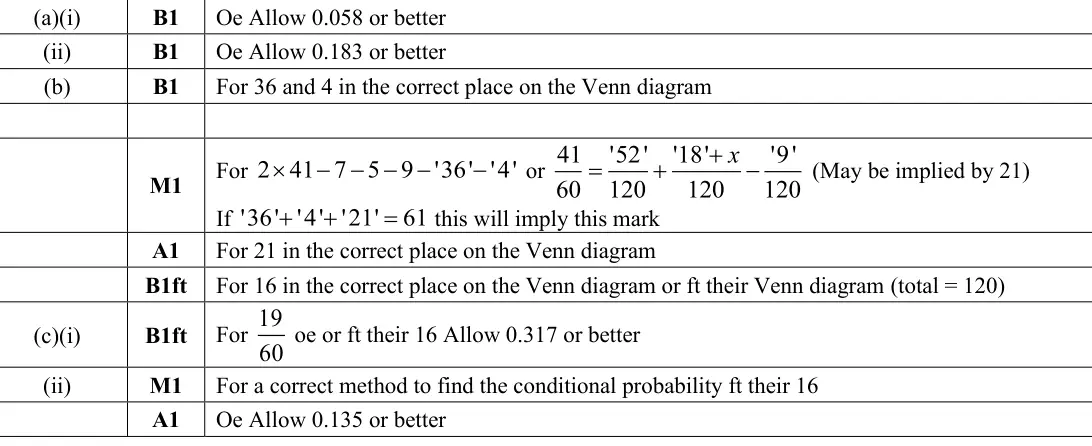 (a)(i) B1 Oe Allow 0.058 or better
(ii) B1 Oe Allow 0.183 or better
(b) B1 For 36 and 4 in the correct place on the Venn diagram
M1 For 2×41−7−5−9−'36'−'4' or 41/60 = '52'/120 + '18'+x/120 − '9'/120 (May be implied by 21)
If '36'+'4'+'21'=61 this will imply this mark
A1 For 21 in the correct place on the Venn diagram
B1ft For 16 in the correct place on the Venn diagram or ft their Venn diagram (total = 120)
(c)(i) B1ft For 19/60 oe or ft their 16 Allow 0.317 or better
(ii) M1 For a correct method to find the conditional probability ft their 16
A1 Oe Allow 0.135 or better